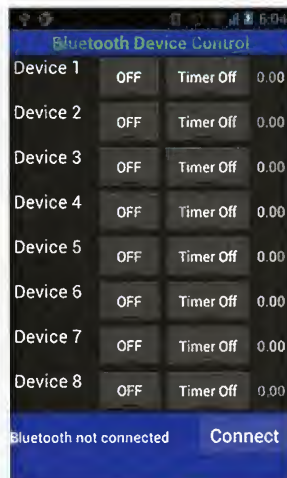 6:04
Bluetooth Device Control
Device 1 OFF Timer Off 0.00
Device 2 OFF Timer Off 0.00
Device 3 OFF Timer Off 0.00
Device 4 OFF Timer Off 0.00
Device 5 OFF Timer Off 0.00
Device 6 OFF Timer Off 0.00
Device 7 OFF Timer Off 0.00
Device 8 OFF Timer Off 0.00
Bluetooth not connected Connect